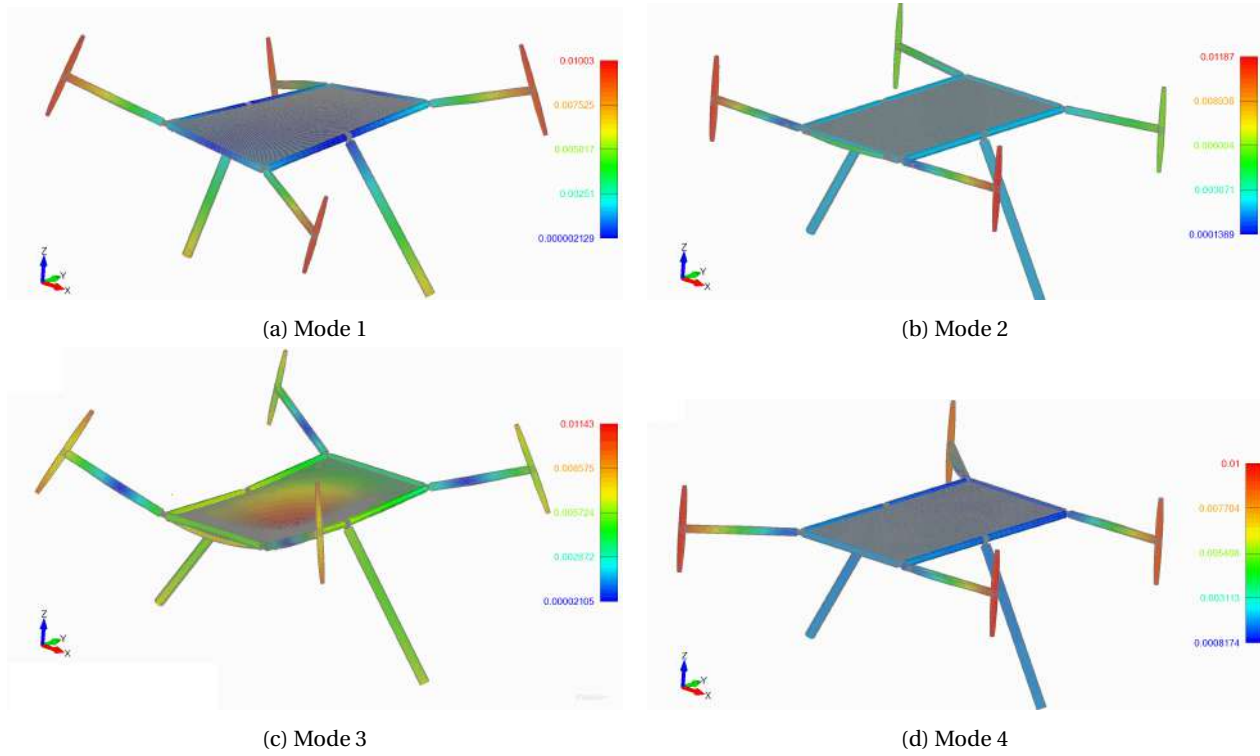 0.01003
0.007525
0.005017
0.00251
0.000002129
Z
Y
X
(a) Mode 1
0.01187
0.008938
0.006004
0.003071
0.0001389
Z
Y
X
(b) Mode 2
0.01143
0.008575
0.005724
0.002872
0.00002105
Z
Y
X
(c) Mode 3
0.01
0.007704
0.005408
0.003113
0.0008174
Z
Y
X
(d) Mode 4